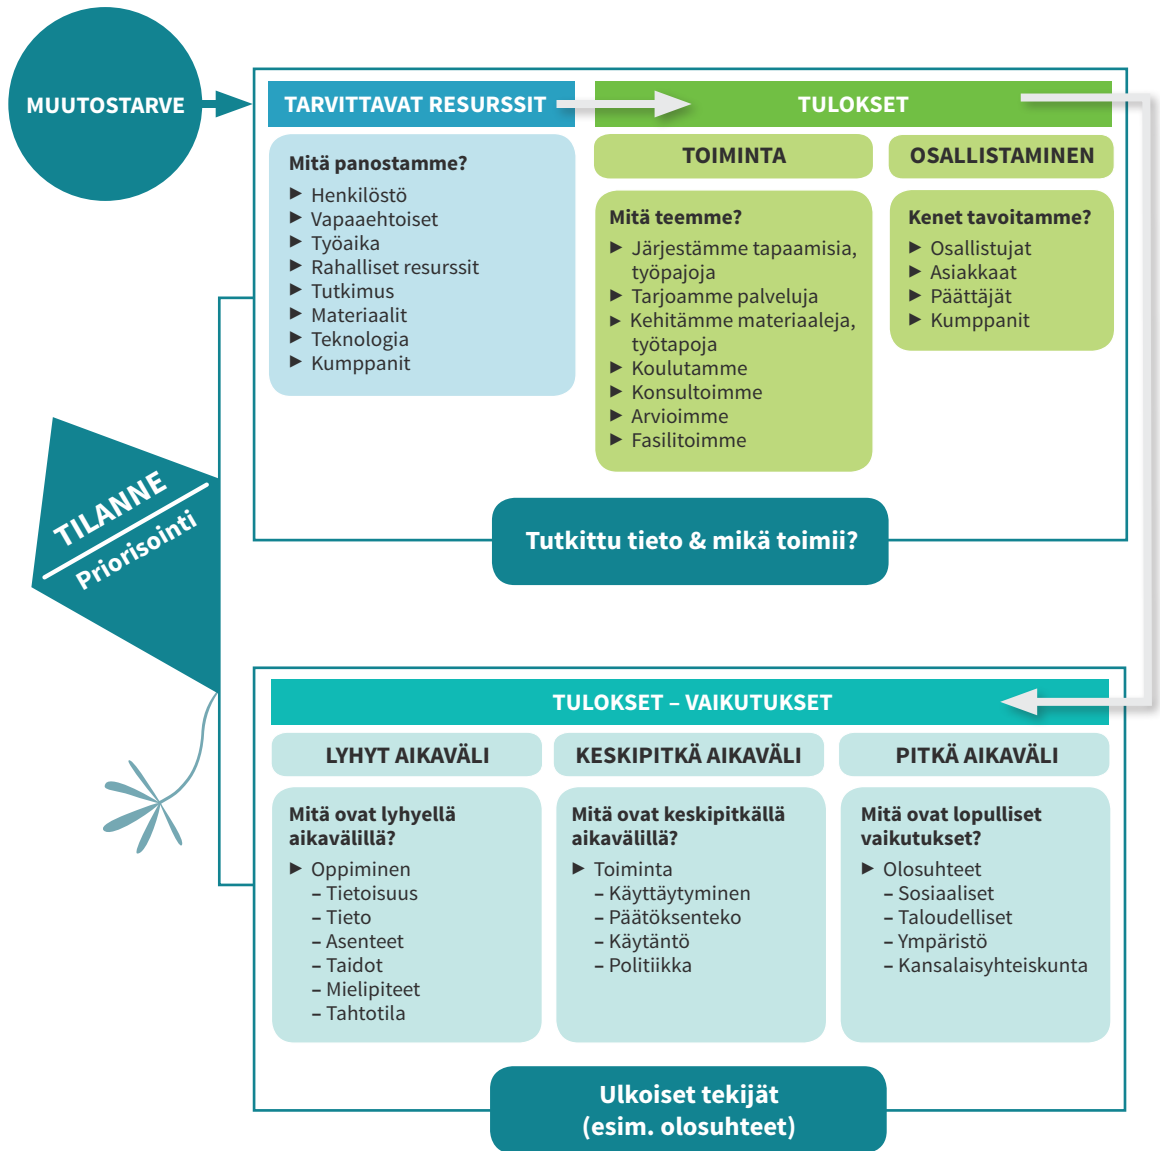 MUUTOSTARVE
TARVITTAVAT RESURSSIT
Mitä panostamme?
► Henkilöstö
► Vapaaehtoiset
► Työaika
► Rahalliset resurssit
► Tutkimus
► Materiaalit
► Teknologia
► Kumppanit
TULOKSET
TOIMINTA
Mitä teemme?
► Järjestämme tapaamisia,
työpajoja
► Tarjoamme palveluja
► Kehitämme materiaaleja,
työtapoja
► Koulutamme
► Konsultoimme
► Arvioimme
► Fasilitoimme
OSALLISTAMINEN
Kenet tavoitamme?
► Osallistujat
► Asiakkaat
► Päättäjät
► Kumppanit
Tutkittu tieto & mikä toimii?
TILANNE
Priorisointi
TULOKSET – VAIKUTUKSET
LYHYT AIKAVÄLI
Mitä ovat lyhyellä
aikavälillä?
► Oppiminen
– Tietoisuus
– Tieto
– Asenteet
– Taidot
– Mielipiteet
– Tahtotila
KESKIPITKÄ AIKAVÄLI
Mitä ovat keskipitkällä
aikavälillä?
► Toiminta
– Käyttäytyminen
– Päätöksenteko
– Käytäntö
– Politiikka
PITKÄ AIKAVÄLI
Mitä ovat lopulliset
vaikutukset?
► Olosuhteet
– Sosiaaliset
– Taloudelliset
– Ympäristö
– Kansalaisyhteiskunta
Ulkoiset tekijät
(esim. olosuhteet)